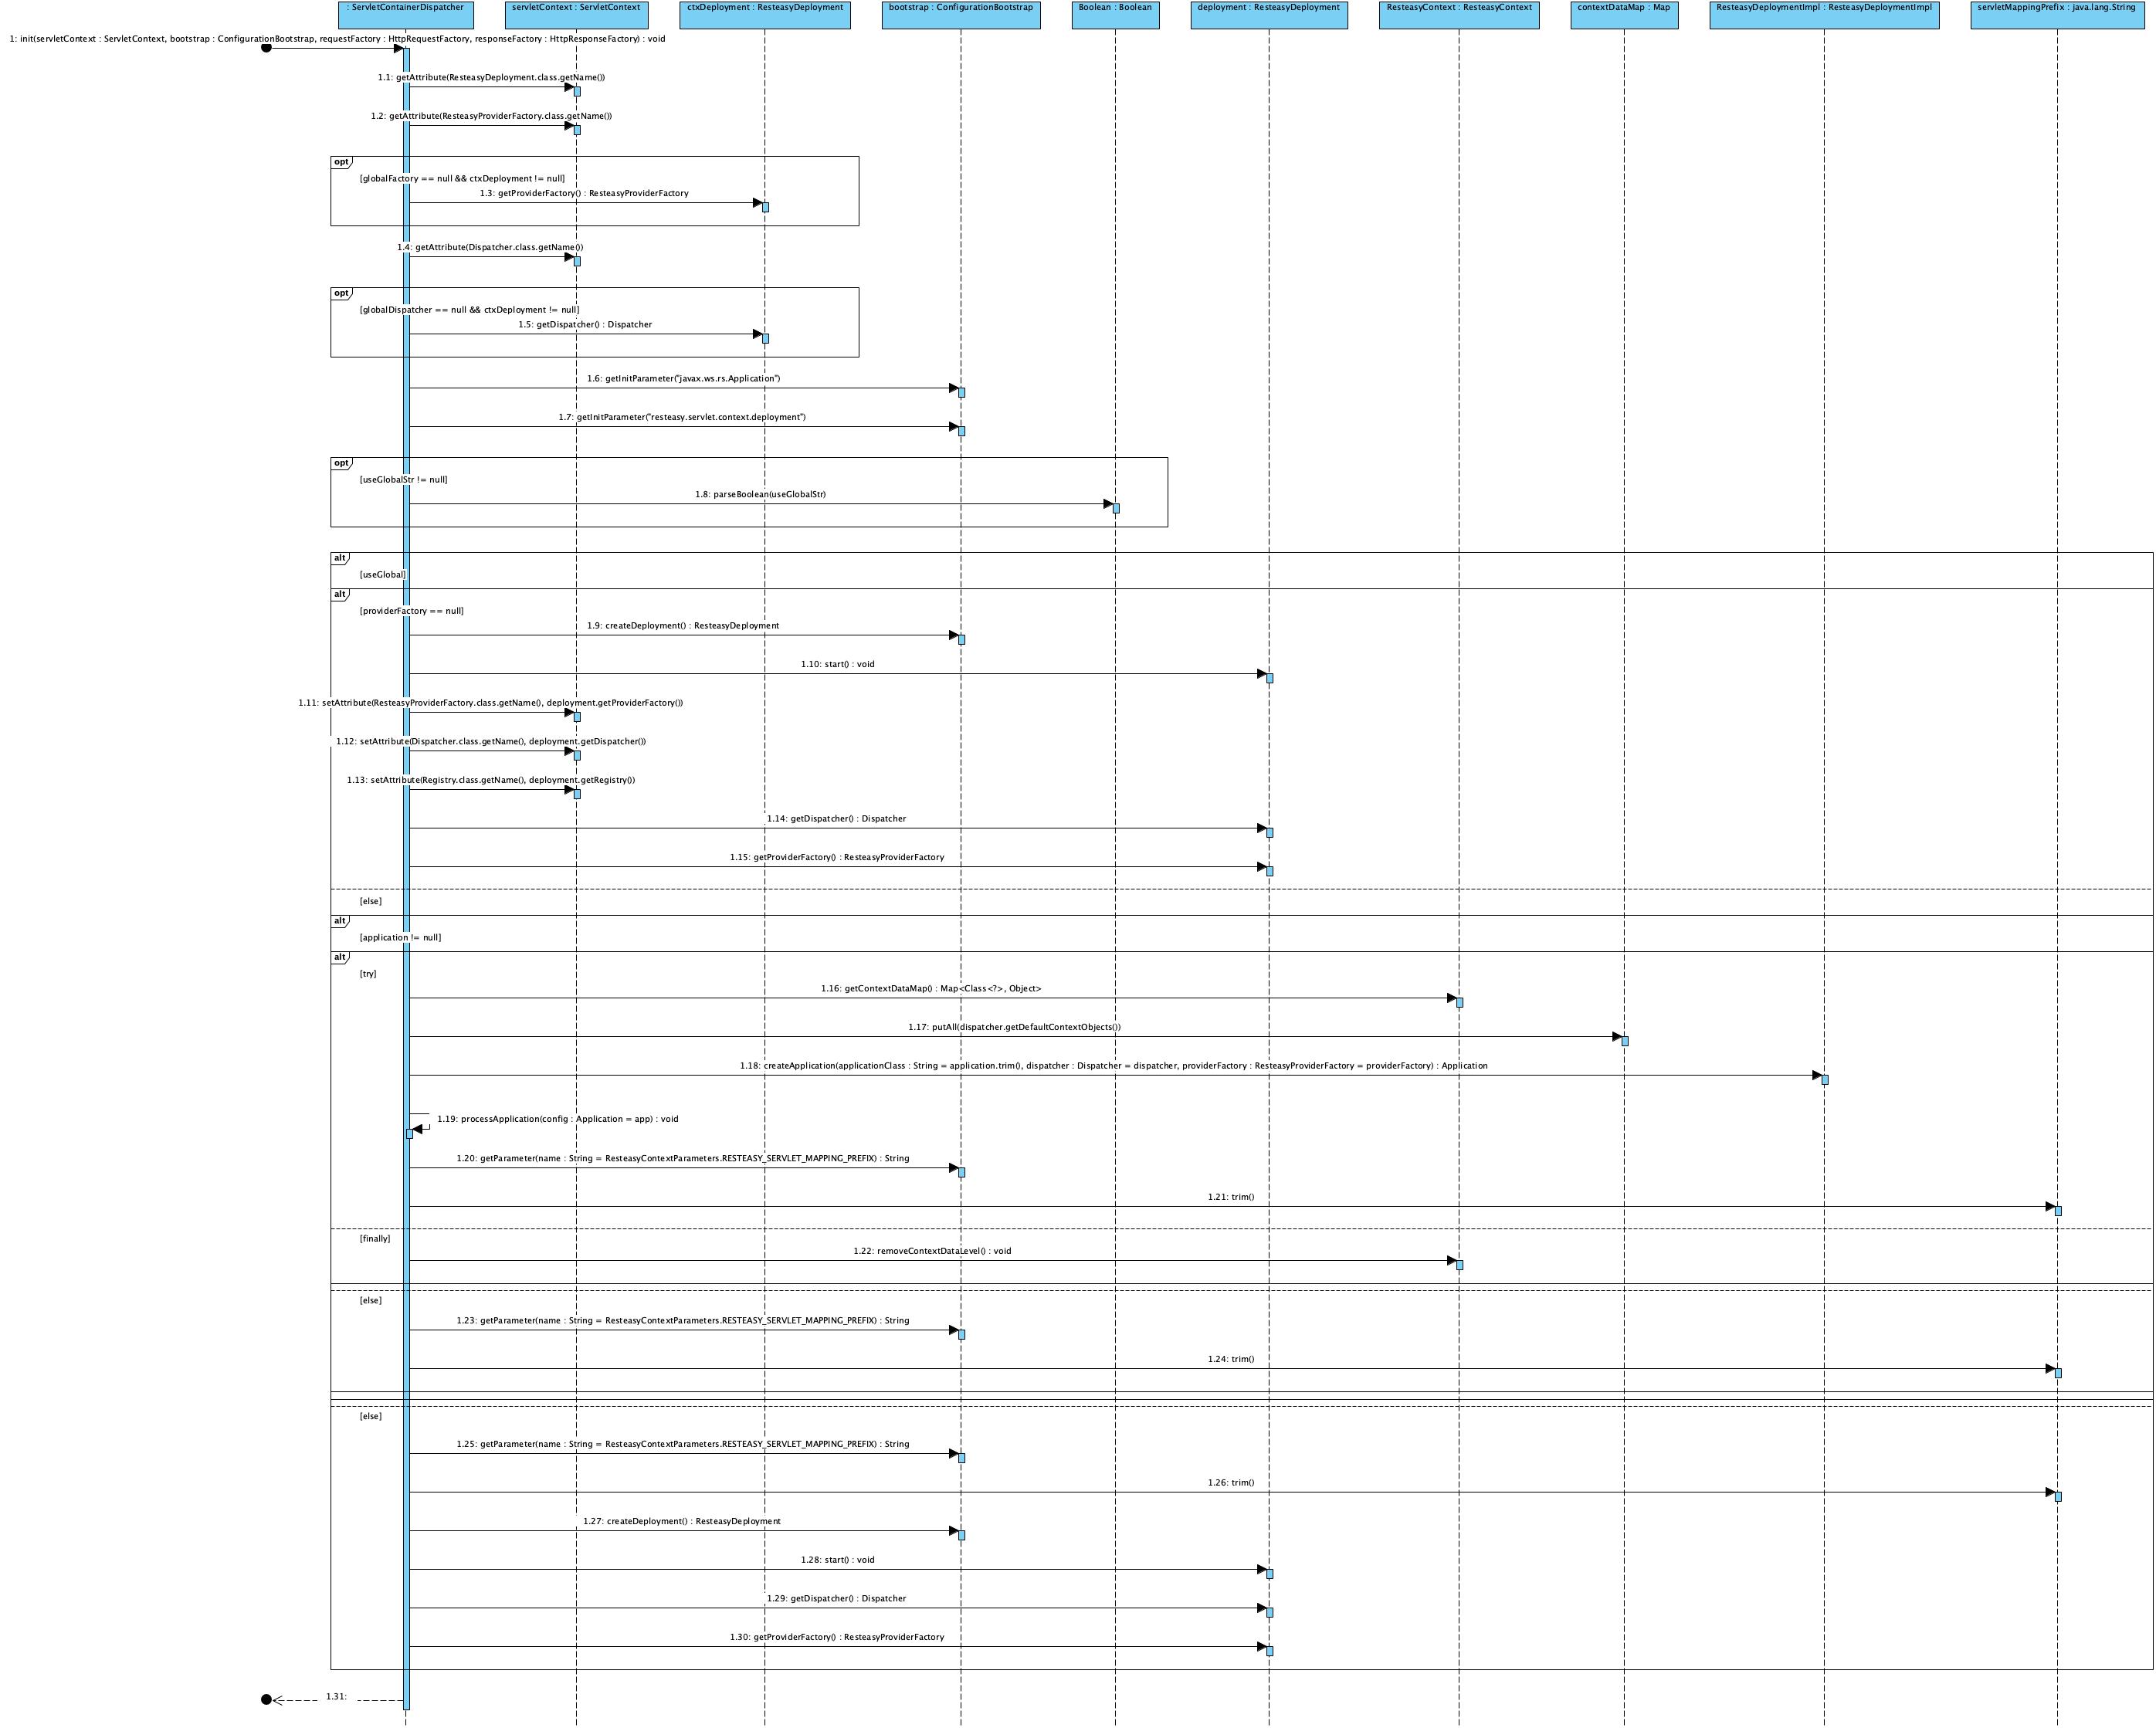 : ServletContainerDispatcher
servletContext : ServletContext
ctxDeployment : ResteasyDeployment
bootstrap : ConfigurationBootstrap
Boolean : Boolean
deployment : ResteasyDeployment
ResteasyContext : ResteasyContext
contextDataMap : Map
ResteasyDeploymentImpl : ResteasyDeploymentImpl
servletMappingPrefix : java.lang.String
1: init(servletContext : ServletContext, bootstrap : ConfigurationBootstrap, requestFactory : HttpRequestFactory, responseFactory : HttpResponseFactory) : void
1.1: getAttribute(ResteasyDeployment.class.getName())
1.2: getAttribute(ResteasyProviderFactory.class.getName())
opt
[globalFactory == null && ctxDeployment != null]
1.3: getProviderFactory() : ResteasyProviderFactory
1.4: getAttribute(Dispatcher.class.getName())
opt
[globalDispatcher == null && ctxDeployment != null]
1.5: getDispatcher() : Dispatcher
1.6: getInitParameter("javax.ws.rs.Application")
1.7: getInitParameter("resteasy.servlet.context.deployment")
opt
[useGlobalStr != null]
1.8: parseBoolean(useGlobalStr)
alt
[useGlobal]
alt
[providerFactory == null]
1.9: createDeployment() : ResteasyDeployment
1.10: start() : void
1.11: setAttribute(ResteasyProviderFactory.class.getName(), deployment.getProviderFactory())
1.12: setAttribute(Dispatcher.class.getName(), deployment.getDispatcher())
1.13: setAttribute(Registry.class.getName(), deployment.getRegistry())
1.14: getDispatcher() : Dispatcher
1.15: getProviderFactory() : ResteasyProviderFactory
[else]
alt
[application != null]
alt
[try]
1.16: getContextDataMap() : Map<Class<?>, Object>
1.17: putAll(dispatcher.getDefaultContextObjects())
1.18: createApplication(applicationClass : String = application.trim(), dispatcher : Dispatcher = dispatcher, providerFactory : ResteasyProviderFactory = providerFactory) : Application
1.19: processApplication(config : Application = app) : void
1.20: getParameter(name : String = ResteasyContextParameters.RESTEASY_SERVLET_MAPPING_PREFIX) : String
1.21: trim()
[finally]
1.22: removeContextDataLevel() : void
[else]
1.23: getParameter(name : String = ResteasyContextParameters.RESTEASY_SERVLET_MAPPING_PREFIX) : String
1.24: trim()
[else]
1.25: getParameter(name : String = ResteasyContextParameters.RESTEASY_SERVLET_MAPPING_PREFIX) : String
1.26: trim()
1.27: createDeployment() : ResteasyDeployment
1.28: start() : void
1.29: getDispatcher() : Dispatcher
1.30: getProviderFactory() : ResteasyProviderFactory
1.31: